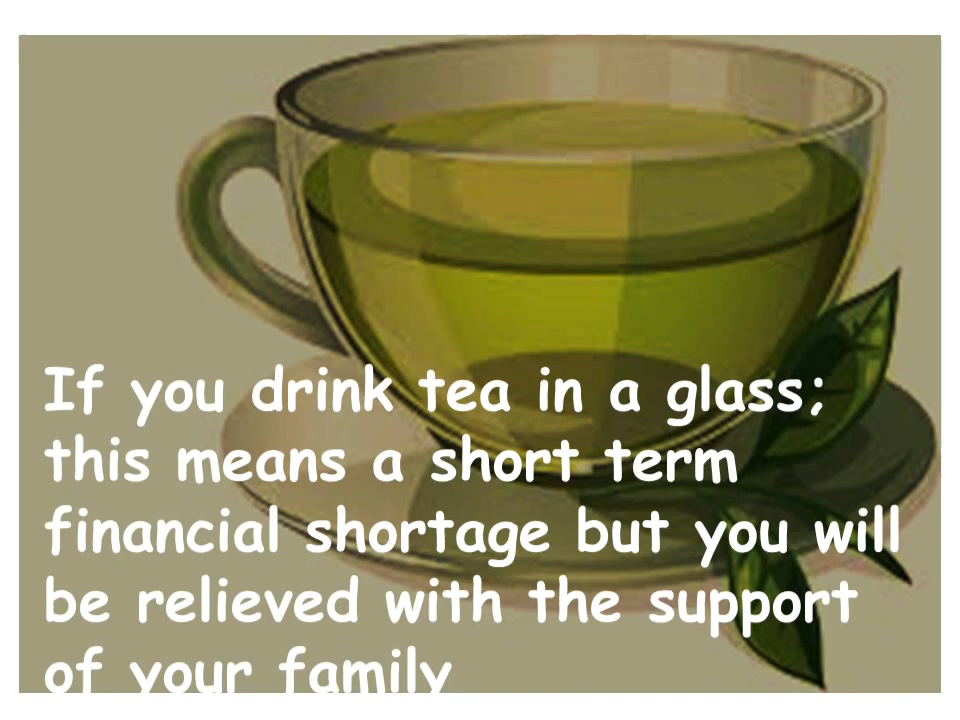 If you drink tea in a glass;
this means a short term
financial shortage but you will
be relieved with the support
of your family